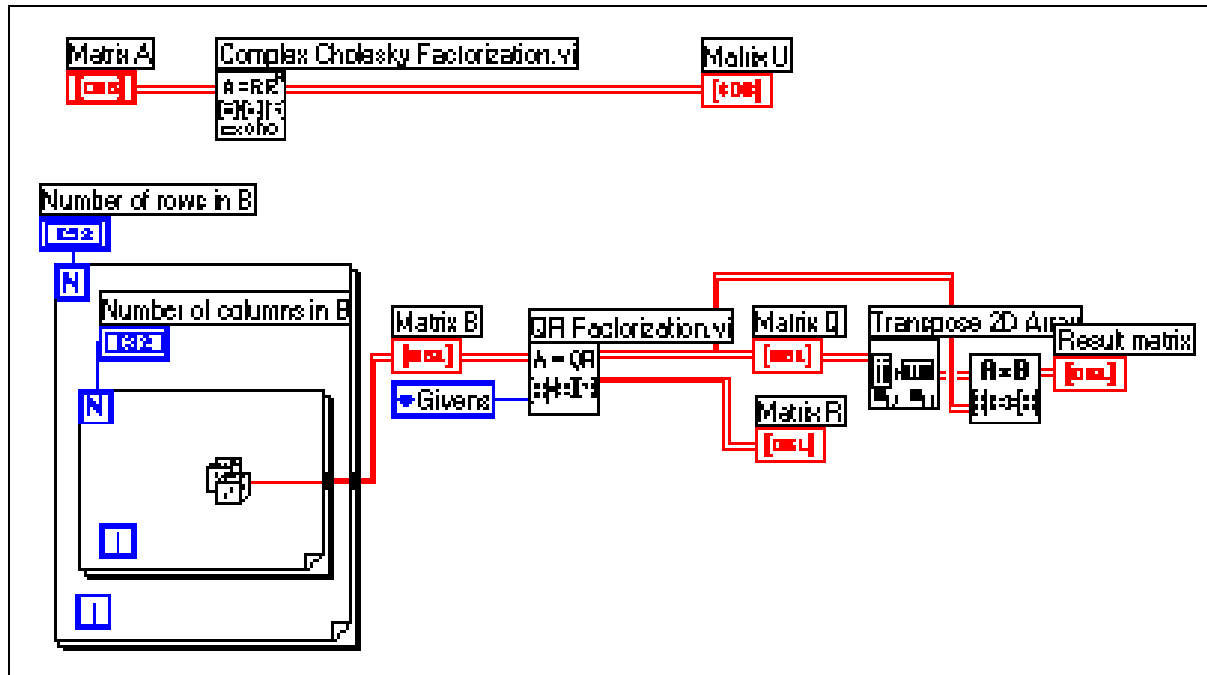 Matrix A
Complex Cholesky Factorization.vi
Matrix U
A=RR
Number of rows in B
N
Number of columns in B
N
Matrix B
QR Factorization.vi
Matrix Q
Transpose 2D Array
Result matrix
A = QR
Givens
A×B
Matrix R
i
i